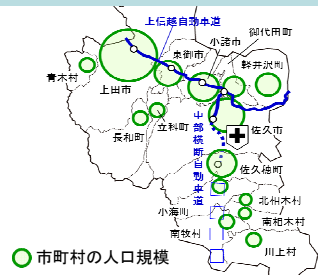 上信越自動車道
御代田町
小諸市
東御市
軽井沢町
青木村
上田市
立科町
長和町
中部横断自動車道
佐久市
佐久穂町
小海町
北相木村
南相木村
南牧村
川上村
市町村の人口規模